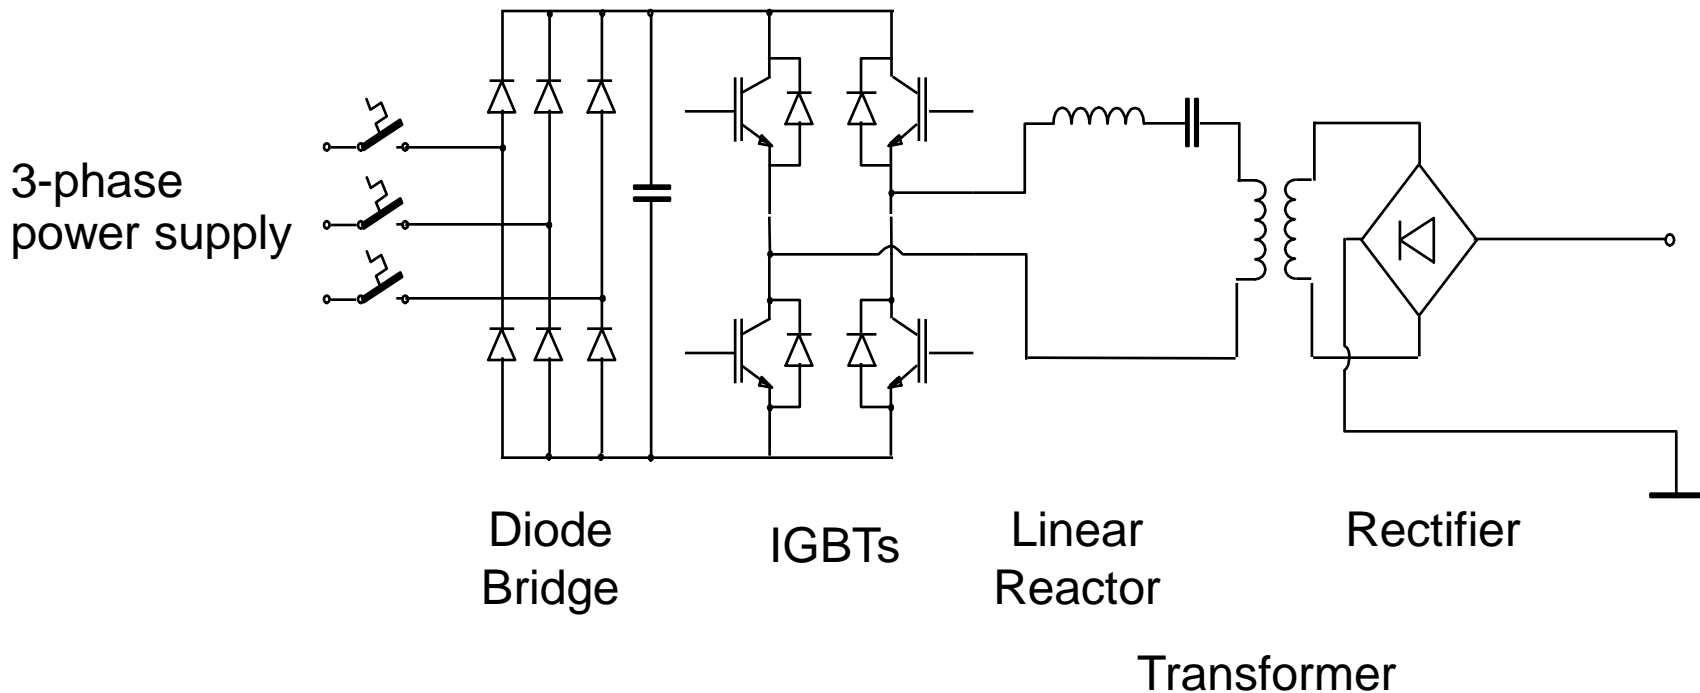 3-phase
power supply
Diode
Bridge
IGBTs
Linear
Reactor
Rectifier
Transformer